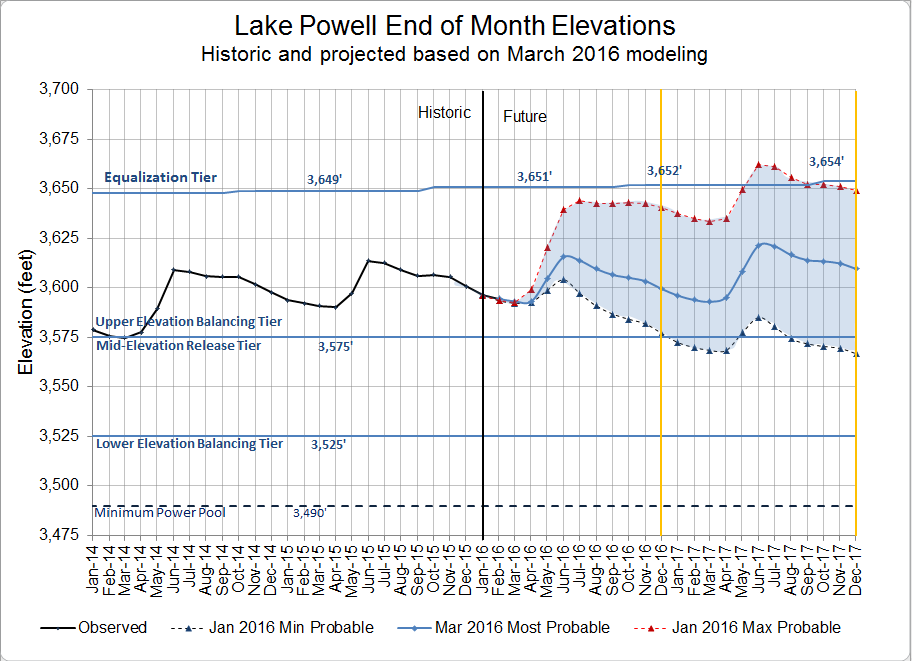 Lake Powell End of Month Elevations
Historic and projected based on March 2016 modeling
Elevation (feet)
3,700
3,675
3,650
3,625
3,600
3,575
3,550
3,525
3,500
3,475
Historic
Future
Equalization Tier
3,649'
3,651'
3,652'
3,654'
Upper Elevation Balancing Tier
Mid-Elevation Release Tier
3,575'
Lower Elevation Balancing Tier
3,525'
Minimum Power Pool
3,490'
Jan-14
Feb-14
Mar-14
Apr-14
May-14
Jun-14
Jul-14
Aug-14
Sep-14
Oct-14
Nov-14
Dec-14
Jan-15
Feb-15
Mar-15
Apr-15
May-15
Jun-15
Jul-15
Aug-15
Sep-15
Oct-15
Nov-15
Dec-15
Jan-16
Feb-16
Mar-16
Apr-16
May-16
Jun-16
Jul-16
Aug-16
Sep-16
Oct-16
Nov-16
Dec-16
Jan-17
Feb-17
Mar-17
Apr-17
May-17
Jun-17
Jul-17
Aug-17
Sep-17
Oct-17
Nov-17
Dec-17
Observed
Jan 2016 Min Probable
Mar 2016 Most Probable
Jan 2016 Max Probable